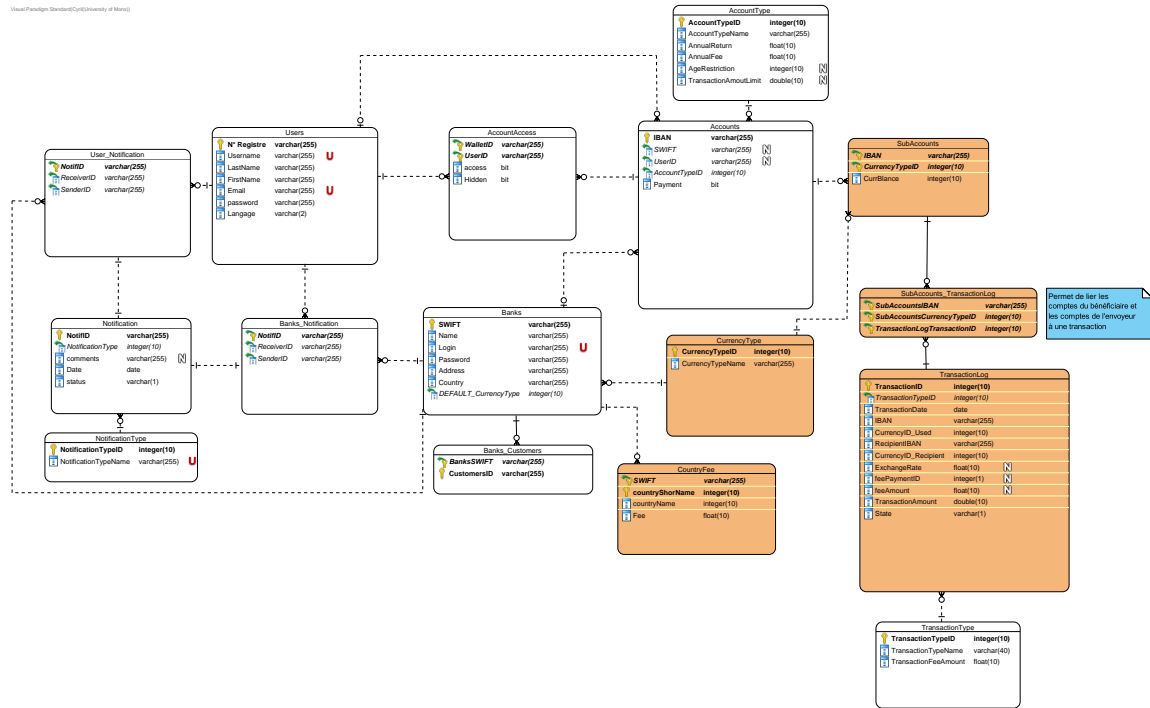 Visual Paradigm Standard(Cyril(University of Mons))
AccountType
AccountTypeID integer(10)
AccountTypeName varchar(255)
AnnualReturn float(10)
AnnualFee float(10)
AgeRestriction integer(10) N
TransactionAmoutLimit double(10) N
Users
N° Registre varchar(255)
Username varchar(255) U
LastName varchar(255)
FirstName varchar(255)
Email varchar(255) U
password varchar(255)
Langage varchar(2)
AccountAccess
WalletID varchar(255)
UserID varchar(255)
access bit
Hidden bit
Accounts
IBAN varchar(255)
SWIFT varchar(255) N
UserID varchar(255) N
AccountTypeID integer(10)
Payment bit
SubAccounts
IBAN varchar(255)
CurrencyTypeID integer(10)
CurrBlance integer(10)
User_Notification
NotifID varchar(255)
ReceiverID varchar(255)
SenderID varchar(255)
SubAccounts_TransactionLog
SubAccountsIBAN varchar(255)
SubAccountsCurrencyTypeID integer(10)
TransactionLogTransactionID integer(10)
Permet de lier les
comptes du bénéficiaire et
les comptes de l'envoyeur
à une transaction
Notification
NotifID varchar(255)
NotificationType integer(10)
comments varchar(255) N
Date date
status varchar(1)
Banks_Notification
NotifID varchar(255)
ReceiverID varchar(255)
SenderID varchar(255)
Banks
SWIFT varchar(255)
Name varchar(255)
Login varchar(255) U
Password varchar(255)
Address varchar(255)
Country varchar(255)
DEFAULT_CurrencyType integer(10)
CurrencyType
CurrencyTypeID integer(10)
CurrencyTypeName varchar(255)
TransactionLog
TransactionID integer(10)
TransactionTypeID integer(10)
TransactionDate date
IBAN varchar(255)
CurrencyID_Used integer(10)
RecipientIBAN varchar(255)
CurrencyID_Recipient integer(10)
ExchangeRate float(10) N
feePaymentID integer(1) N
feeAmount float(10) N
TransactionAmount double(10)
State varchar(1)
NotificationType
NotificationTypeID integer(10)
NotificationTypeName varchar(255) U
Banks_Customers
BanksSWIFT varchar(255)
CustomersID varchar(255)
CountryFee
SWIFT varchar(255)
countryShorName integer(10)
countryName integer(10)
Fee float(10)
TransactionType
TransactionTypeID integer(10)
TransactionTypeName varchar(40)
TransactionFeeAmount float(10)